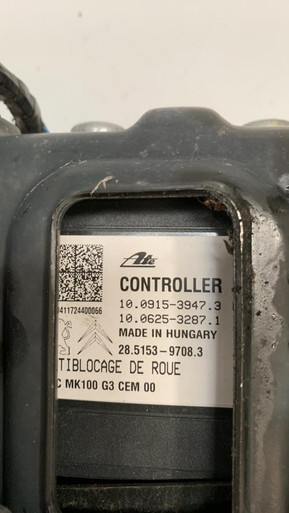 Ate
CONTROLLER
10.0915-3947.3
10.0625-3287.1
0411724400066
MADE IN HUNGARY
28.5153-9708.3
TIBLOCAGE DE ROUE
C MK100 G3 CEM 00